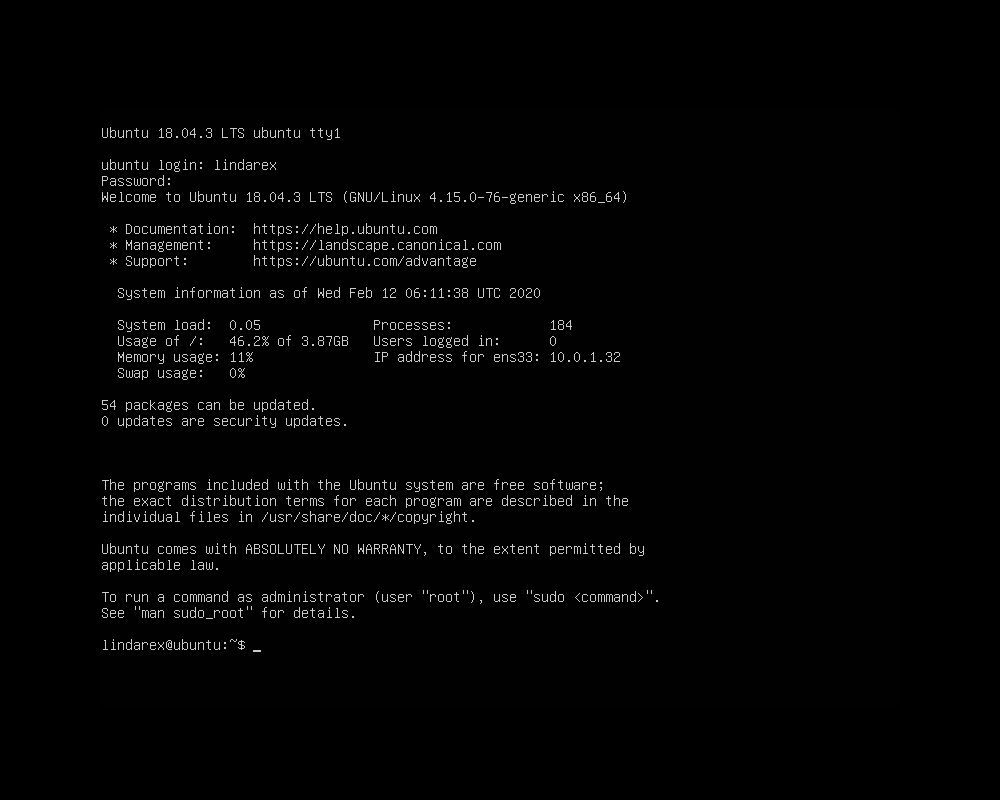 Ubuntu 18.04.3 LTS ubuntu tty1
ubuntu login: lindarex
Password:
Welcome to Ubuntu 18.04.3 LTS (GNU/Linux 4.15.0-76-generic x86_64)
* Documentation:  https://help.ubuntu.com
* Management:     https://landscape.canonical.com
* Support:        https://ubuntu.com/advantage
System information as of Wed Feb 12 06:11:38 UTC 2020
System load:  0.05              Processes:            184
Usage of /:   46.2% of 3.87GB   Users logged in:      0
Memory usage: 11%               IP address for ens33: 10.0.1.32
Swap usage:   0%
54 packages can be updated.
0 updates are security updates.
The programs included with the Ubuntu system are free software;
the exact distribution terms for each program are described in the
individual files in /usr/share/doc/*/copyright.
Ubuntu comes with ABSOLUTELY NO WARRANTY, to the extent permitted by
applicable law.
To run a command as administrator (user "root"), use "sudo <command>".
See "man sudo_root" for details.
lindarex@ubuntu:~$ _